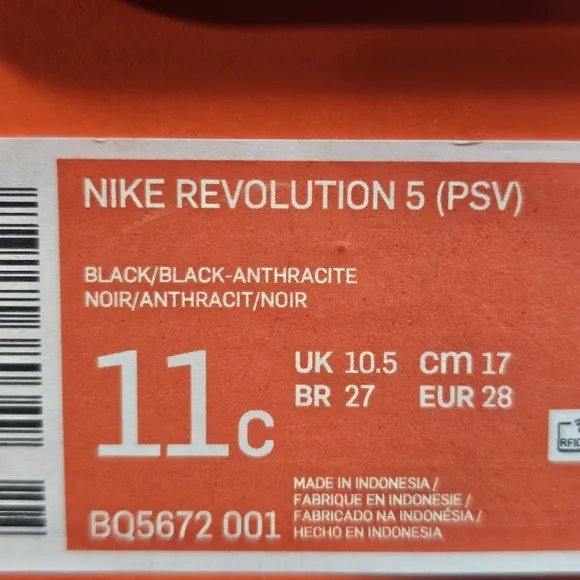 NIKE REVOLUTION 5 (PSV)
BLACK/BLACK-ANTHRACITE
NOIR/ANTHRACIT/NOIR
11C
UK 10.5 cm 17
BR 27 EUR 28
MADE IN INDONESIA /
FABRIQUE EN INDONESIE /
FABRICADO NA INDONÉSIA /
HECHO EN INDONESIA
BQ5672 001